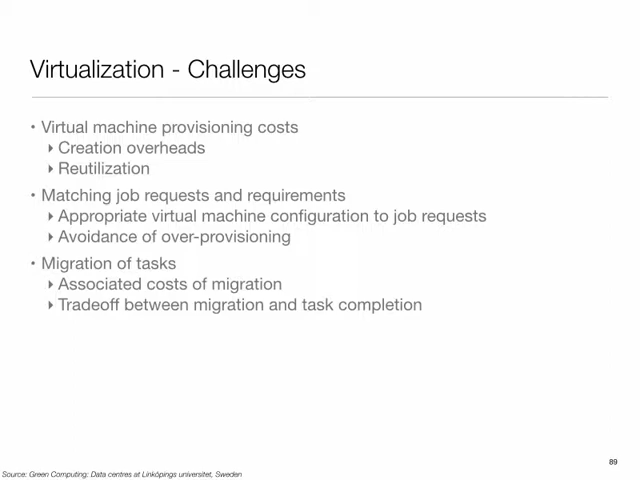 Virtualization - Challenges
• Virtual machine provisioning costs
‣ Creation overheads
‣ Reutilization
• Matching job requests and requirements
‣ Appropriate virtual machine configuration to job requests
‣ Avoidance of over-provisioning
• Migration of tasks
‣ Associated costs of migration
‣ Tradeoff between migration and task completion
89
Source: Green Computing: Data centres at Linköpings universitet, Sweden